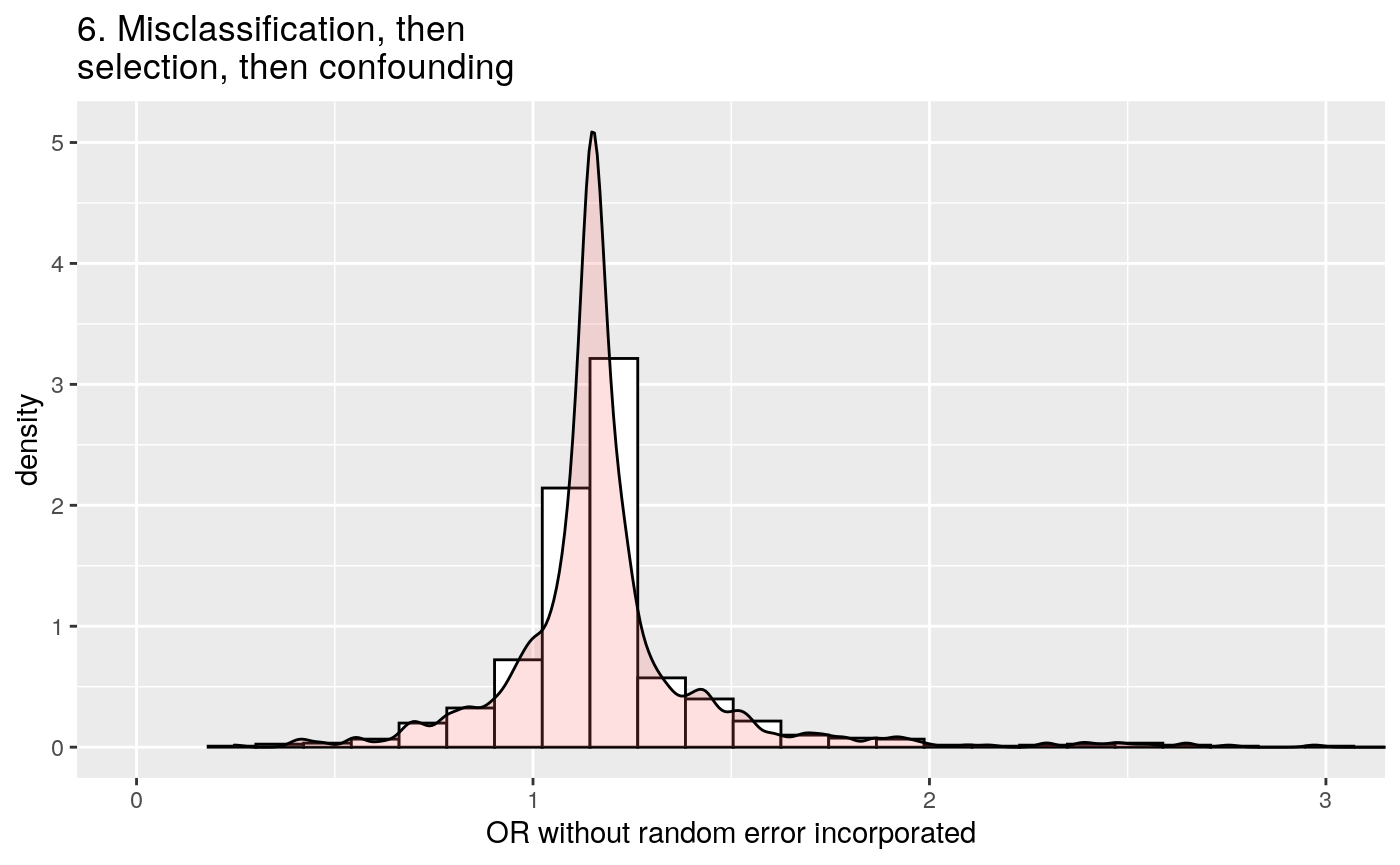 6. Misclassification, then
selection, then confounding
5
4
3
2
1
0
density
0 1 2 3
OR without random error incorporated